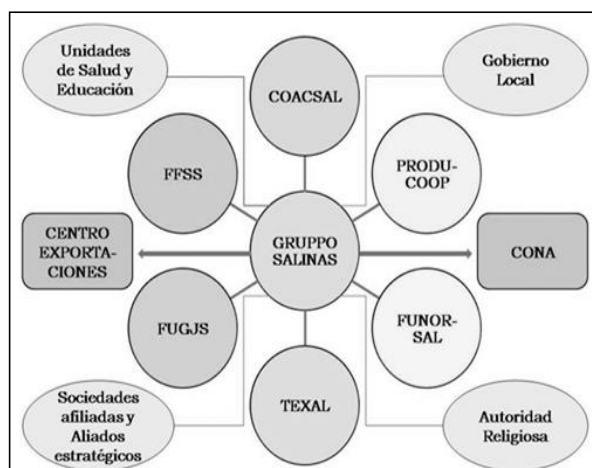 Unidades
de Salud y
Educación
Gobierno
Local
COACSAL
FFSS
PRODU-
COOP
CENTRO
EXPORTA-
CIONES
GRUPPO
SALINAS
CONA
FUGJS
FUNOR-
SAL
TEXAL
Sociedades
afiliadas y
Aliados
estratégicos
Autoridad
Religiosa